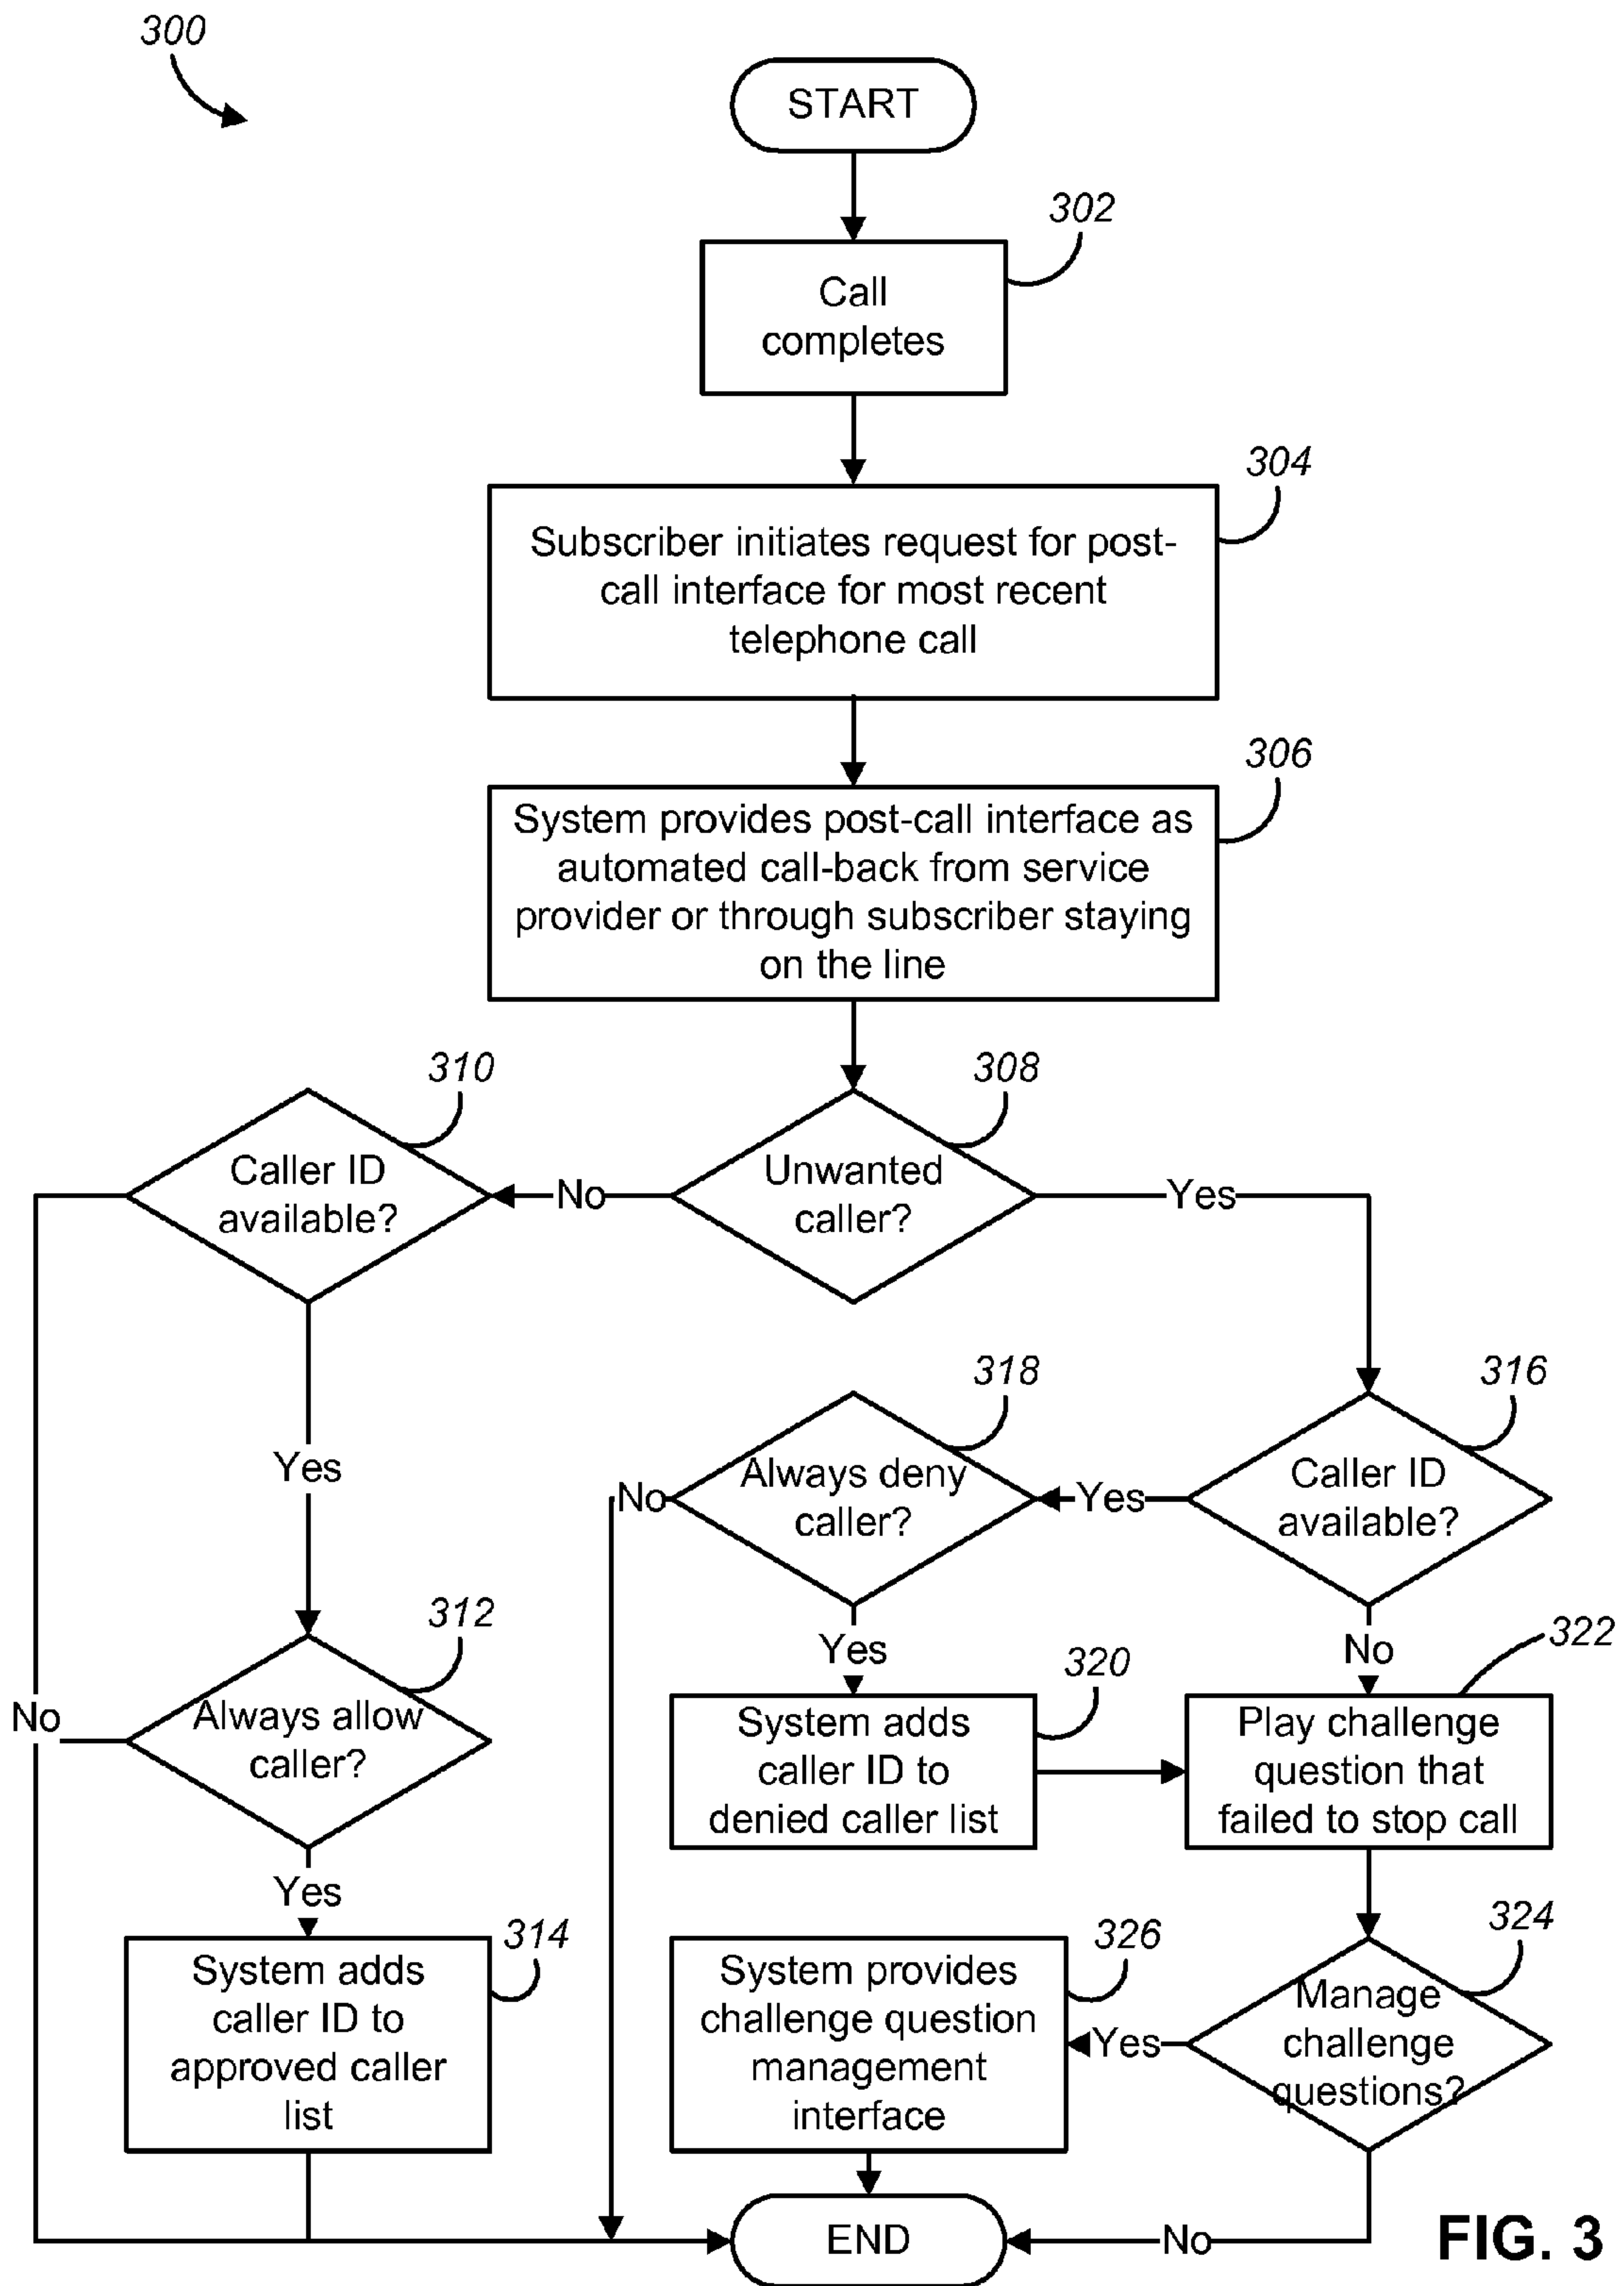 300
START
302
Call
completes
304
Subscriber initiates request for post-
call interface for most recent
telephone call
306
System provides post-call interface as
automated call-back from service
provider or through subscriber staying
on the line
310
Caller ID
available?
No
308
Unwanted
caller?
Yes
318
Always deny
caller?
No
Yes
316
Caller ID
available?
Yes
Yes
No
312
Always allow
caller?
No
Yes
320
System adds
caller ID to
denied caller list
322
Play challenge
question that
failed to stop call
314
System adds
caller ID to
approved caller
list
326
System provides
challenge question
management
interface
Yes
324
Manage
challenge
questions?
END
No
FIG. 3